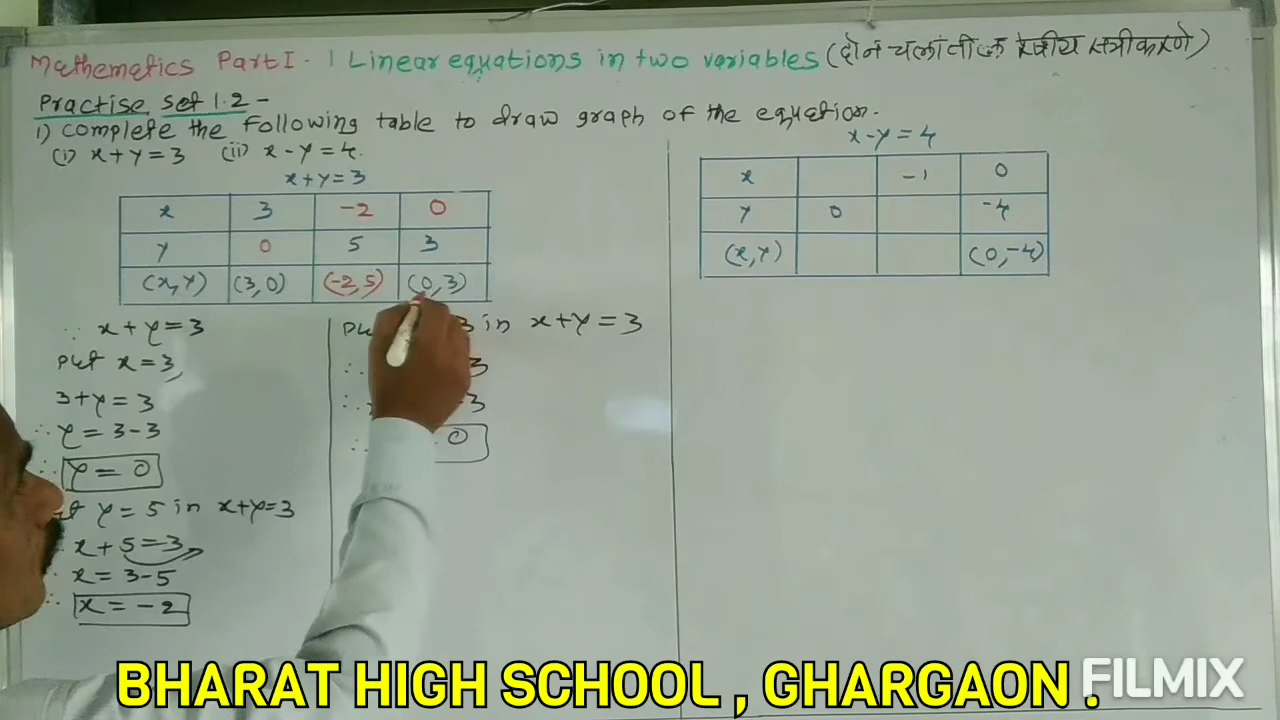 Mathematics Part I - 1 Linear equations in two variables (दोन चलांतील रेषीय समीकरणे)
Practise Set 1.2 -
1) Complete the following table to draw graph of the equation.
(i) x+y=3 (ii) x-y=4.
x+y=3
x 3 -2 0
y 0 5 3
(x,y) (3,0) (-2,5) (0,3)
∴ x+y=3
Put x=3,
3+y=3
∴ y=3-3
∴ y=0
y=5 in x+y=3
x+5=3
∴ x=3-5
∴ x=-2
3 in x+y=3
∴ 3
∴ 3
∴ 0
x-y=4
x -1 0
y 0 -4
(x,y) (0,-4)
BHARAT HIGH SCHOOL , GHARGAON .
FILMIX